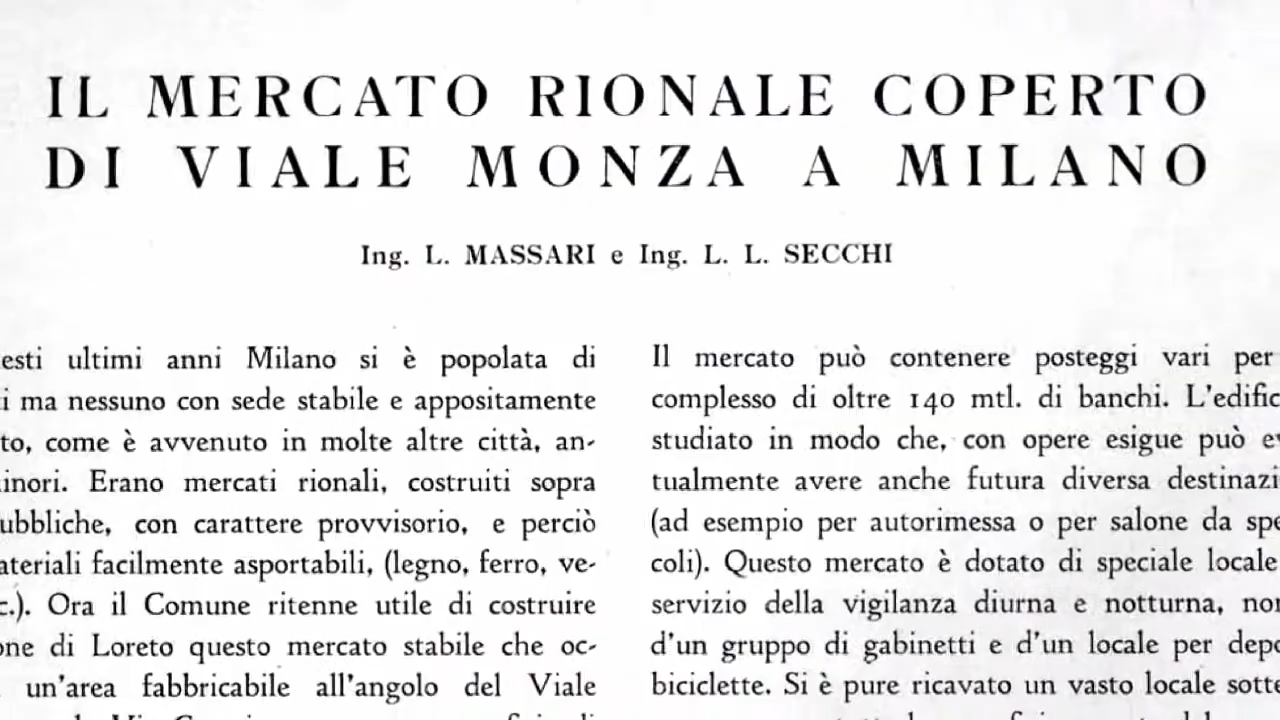 IL MERCATO RIONALE COPERTO
DI VIALE MONZA A MILANO
Ing. L. MASSARI e Ing. L. L. SECCHI
esti ultimi anni Milano si è popolata di
i ma nessuno con sede stabile e appositamente
to, come è avvenuto in molte altre città, an-
inori. Erano mercati rionali, costruiti sopra
ubbliche, con carattere provvisorio, e perciò
ateriali facilmente asportabili, (legno, ferro, ve-
c.). Ora il Comune ritenne utile di costruire
one di Loreto questo mercato stabile che oc-
un'area fabbricabile all'angolo del Viale
Il mercato può contenere posteggi vari per
complesso di oltre 140 mtl. di banchi. L'edific
studiato in modo che, con opere esigue può ev
tualmente avere anche futura diversa destinazi
(ad esempio per autorimessa o per salone da spe
coli). Questo mercato è dotato di speciale locale
servizio della vigilanza diurna e notturna, non
d'un gruppo di gabinetti e d'un locale per depo
biciclette. Si è pure ricavato un vasto locale sotte